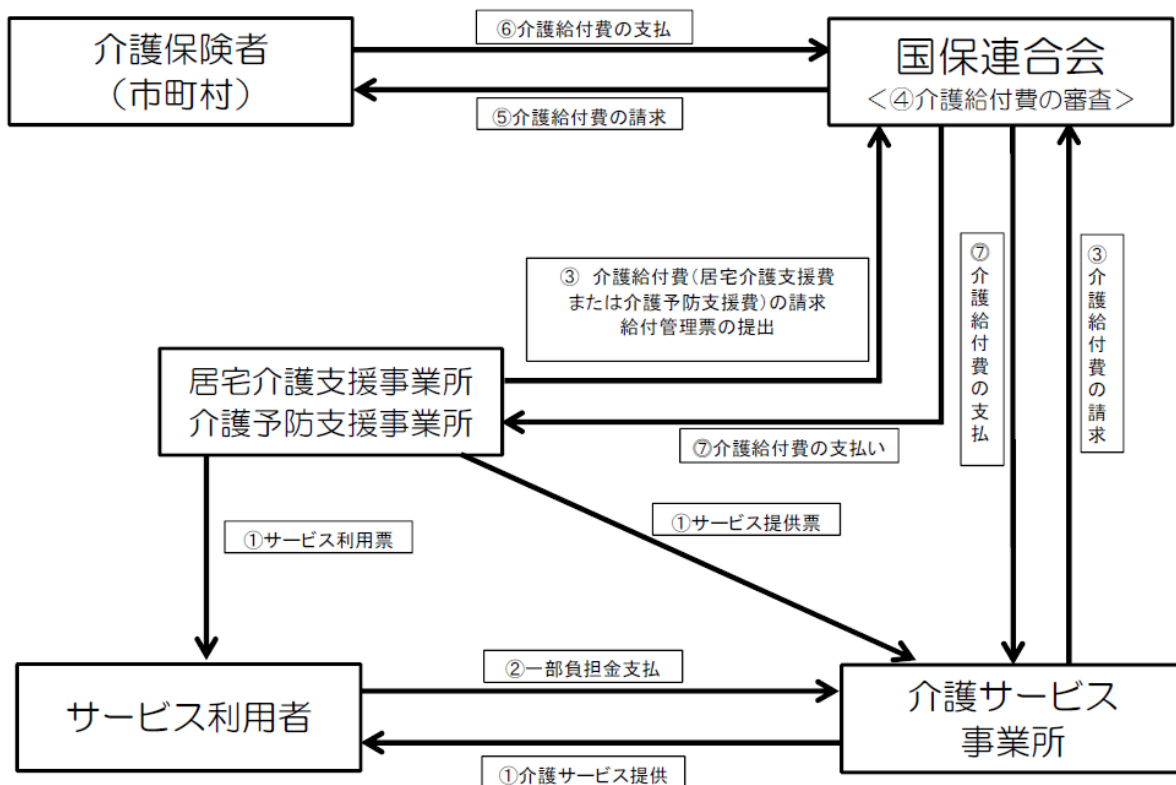 ⑥介護給付費の支払
介護保険者
（市町村）
国保連合会
＜④介護給付費の審査＞
⑤介護給付費の請求
③　介護給付費（居宅介護支援費
または介護予防支援費）の請求
給付管理票の提出
⑦介護給付費の支払
③介護給付費の請求
居宅介護支援事業所
介護予防支援事業所
⑦介護給付費の支払い
①サービス利用票
①サービス提供票
②一部負担金支払
サービス利用者
介護サービス
事業所
①介護サービス提供